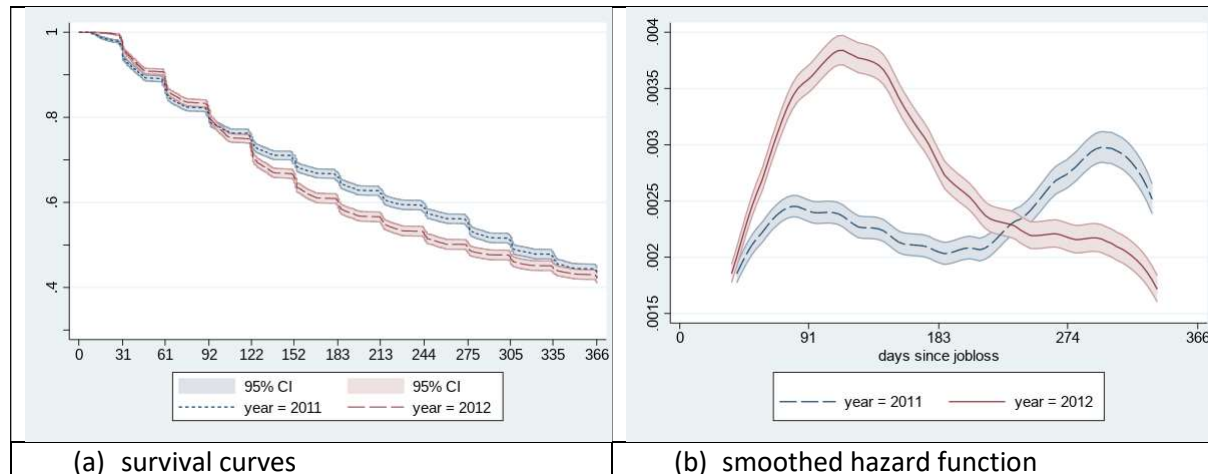 1
.8
.6
.4
0 31 61 92 122 152 183 213 244 275 305 335 366
95% CI 95% CI
year = 2011 year = 2012
(a) survival curves
.004
.0035
.003
.0025
.002
.0015
0 91 183 274 366
days since jobloss
year = 2011 year = 2012
(b) smoothed hazard function